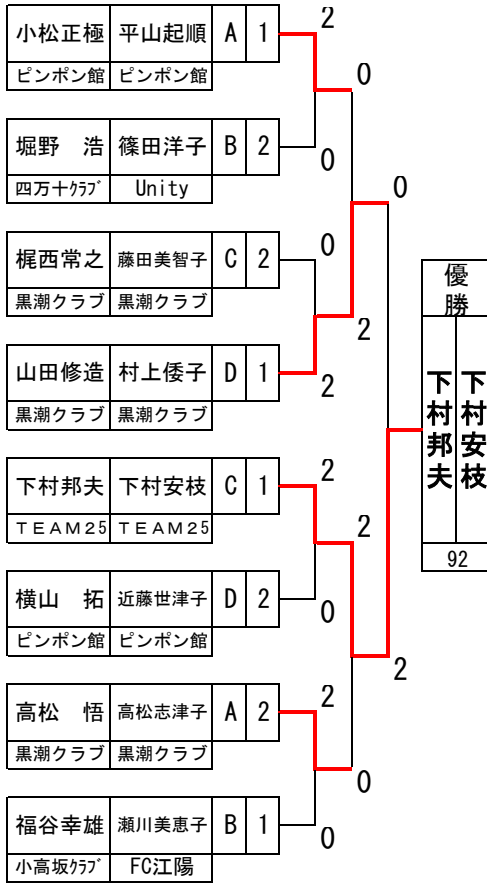 小松正極 平山起順 A 1
ピンポン館 ピンポン館
2
0
堀野　浩 篠田洋子 B 2
四万十ｸﾗﾌﾞ Unity
0
0
梶西常之 藤田美智子 C 2
黒潮クラブ 黒潮クラブ
0
2
山田修造 村上倭子 D 1
黒潮クラブ 黒潮クラブ
2
下村邦夫 下村安枝 C 1
ＴＥＡＭ25 ＴＥＡＭ25
2
2
横山　拓 近藤世津子 D 2
ピンポン館 ピンポン館
0
2
高松　悟 高松志津子 A 2
黒潮クラブ 黒潮クラブ
2
0
福谷幸雄 瀬川美恵子 B 1
小高坂ｸﾗﾌﾞ FC江陽
0
優勝
下村邦夫
下村安枝
92